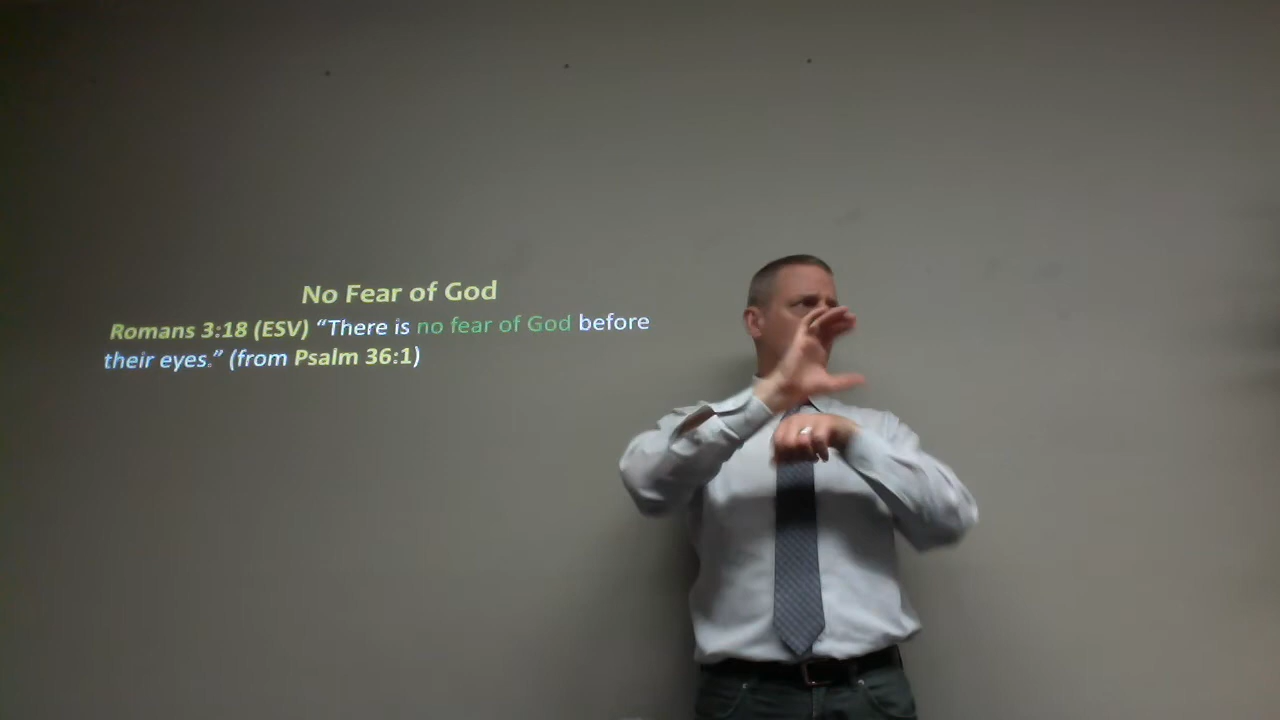 No Fear of God
Romans 3:18 (ESV) “There is no fear of God before
their eyes.” (from Psalm 36:1)